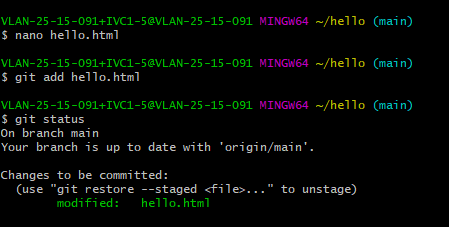 VLAN-25-15-091+IVC1-5@VLAN-25-15-091 MINGW64 ~/hello (main)
$ nano hello.html
VLAN-25-15-091+IVC1-5@VLAN-25-15-091 MINGW64 ~/hello (main)
$ git add hello.html
VLAN-25-15-091+IVC1-5@VLAN-25-15-091 MINGW64 ~/hello (main)
$ git status
On branch main
Your branch is up to date with 'origin/main'.
Changes to be committed:
(use "git restore --staged <file>..." to unstage)
modified:   hello.html